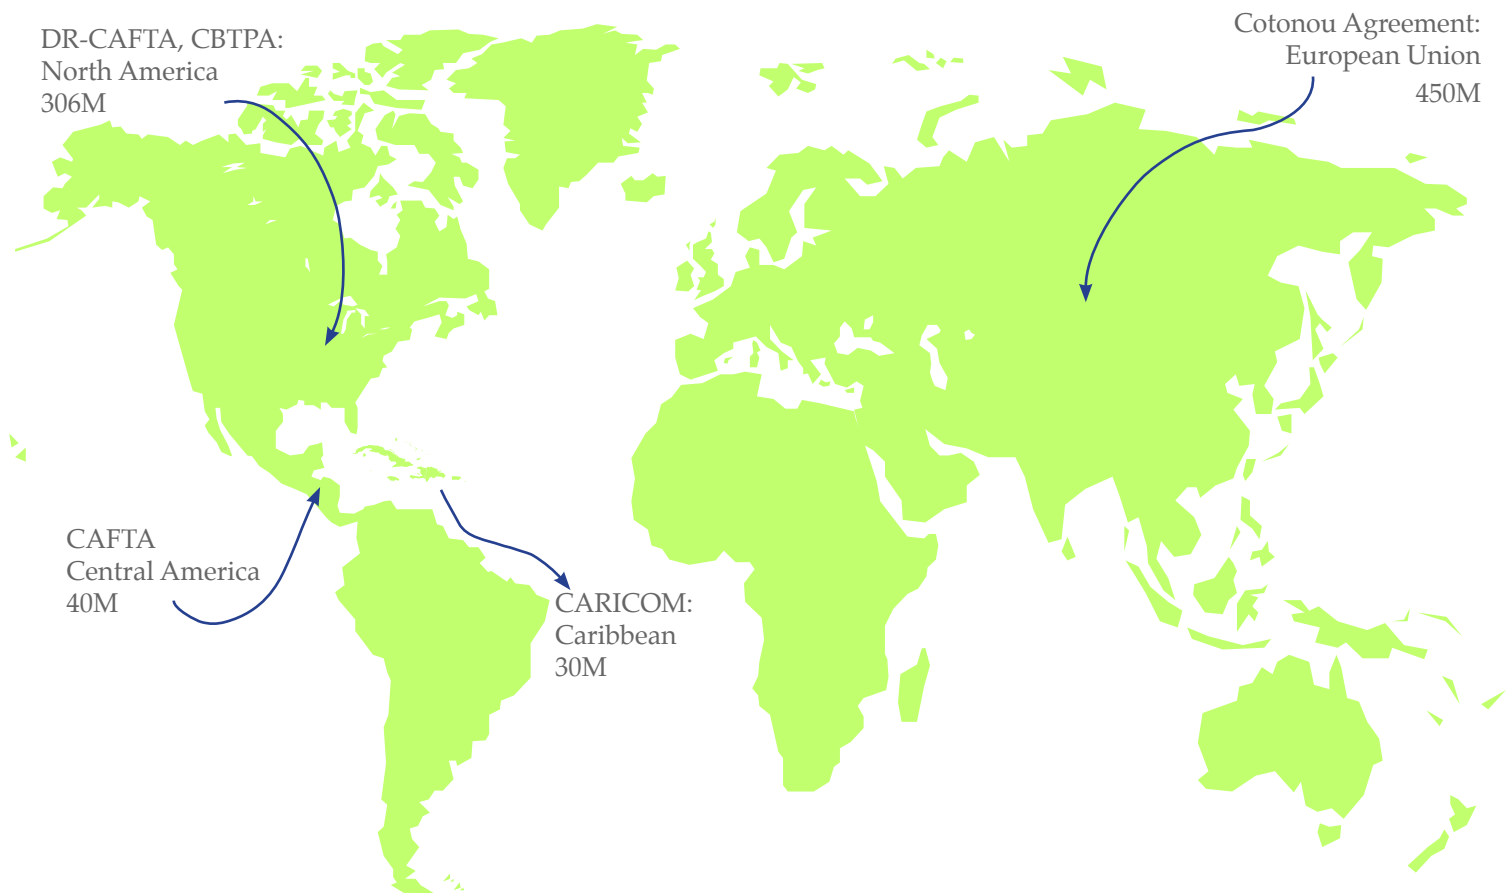 DR-CAFTA, CBTPA:
North America
306M
Cotonou Agreement:
European Union
450M
CAFTA
Central America
40M
CARICOM:
Caribbean
30M